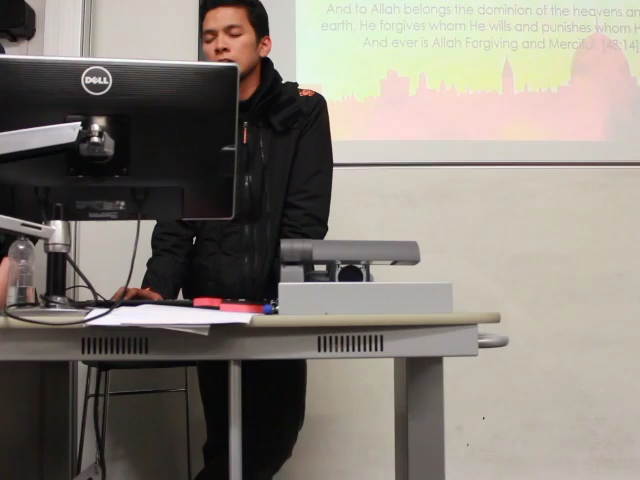 And to Allah belongs the dominion of the heavens an
earth. He forgives whom He wills and punishes whom H
And ever is Allah Forgiving and Merciful. [48:14]
DELL